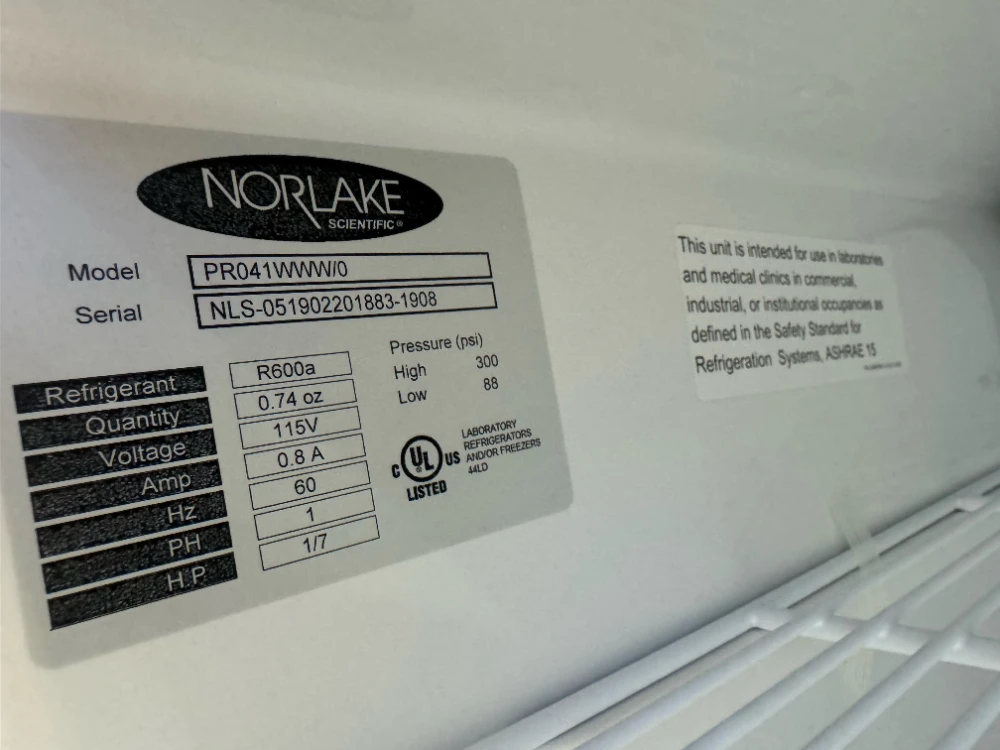 NORLAKE
SCIENTIFIC®
Model PR041WWW/0
Serial NLS-051902201883-1908
Refrigerant R600a
Quantity 0.74 oz
Voltage 115V
Amp 0.8 A
Hz 60
PH 1
H.P 1/7
Pressure (psi)
High 300
Low 88
C UL US
LISTED
LABORATORY
REFRIGERATORS
AND/OR FREEZERS
44LD
This unit is intended for use in laboratories
and medical clinics in commercial,
industrial, or institutional occupancies as
defined in the Safety Standard for
Refrigeration Systems, ASHRAE 15